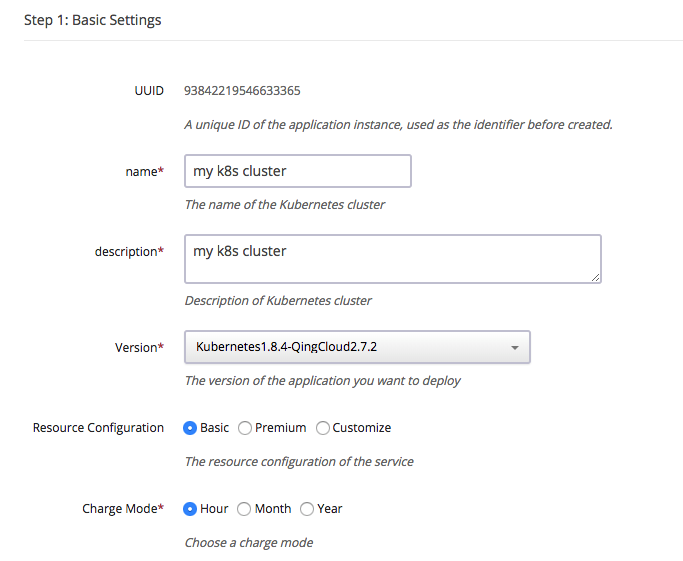 Step 1: Basic Settings
UUID 93842219546633365
A unique ID of the application instance, used as the identifier before created.
name* my k8s cluster
The name of the Kubernetes cluster
description* my k8s cluster
Description of Kubernetes cluster
Version* Kubernetes1.8.4-QingCloud2.7.2
The version of the application you want to deploy
Resource Configuration Basic Premium Customize
The resource configuration of the service
Charge Mode* Hour Month Year
Choose a charge mode